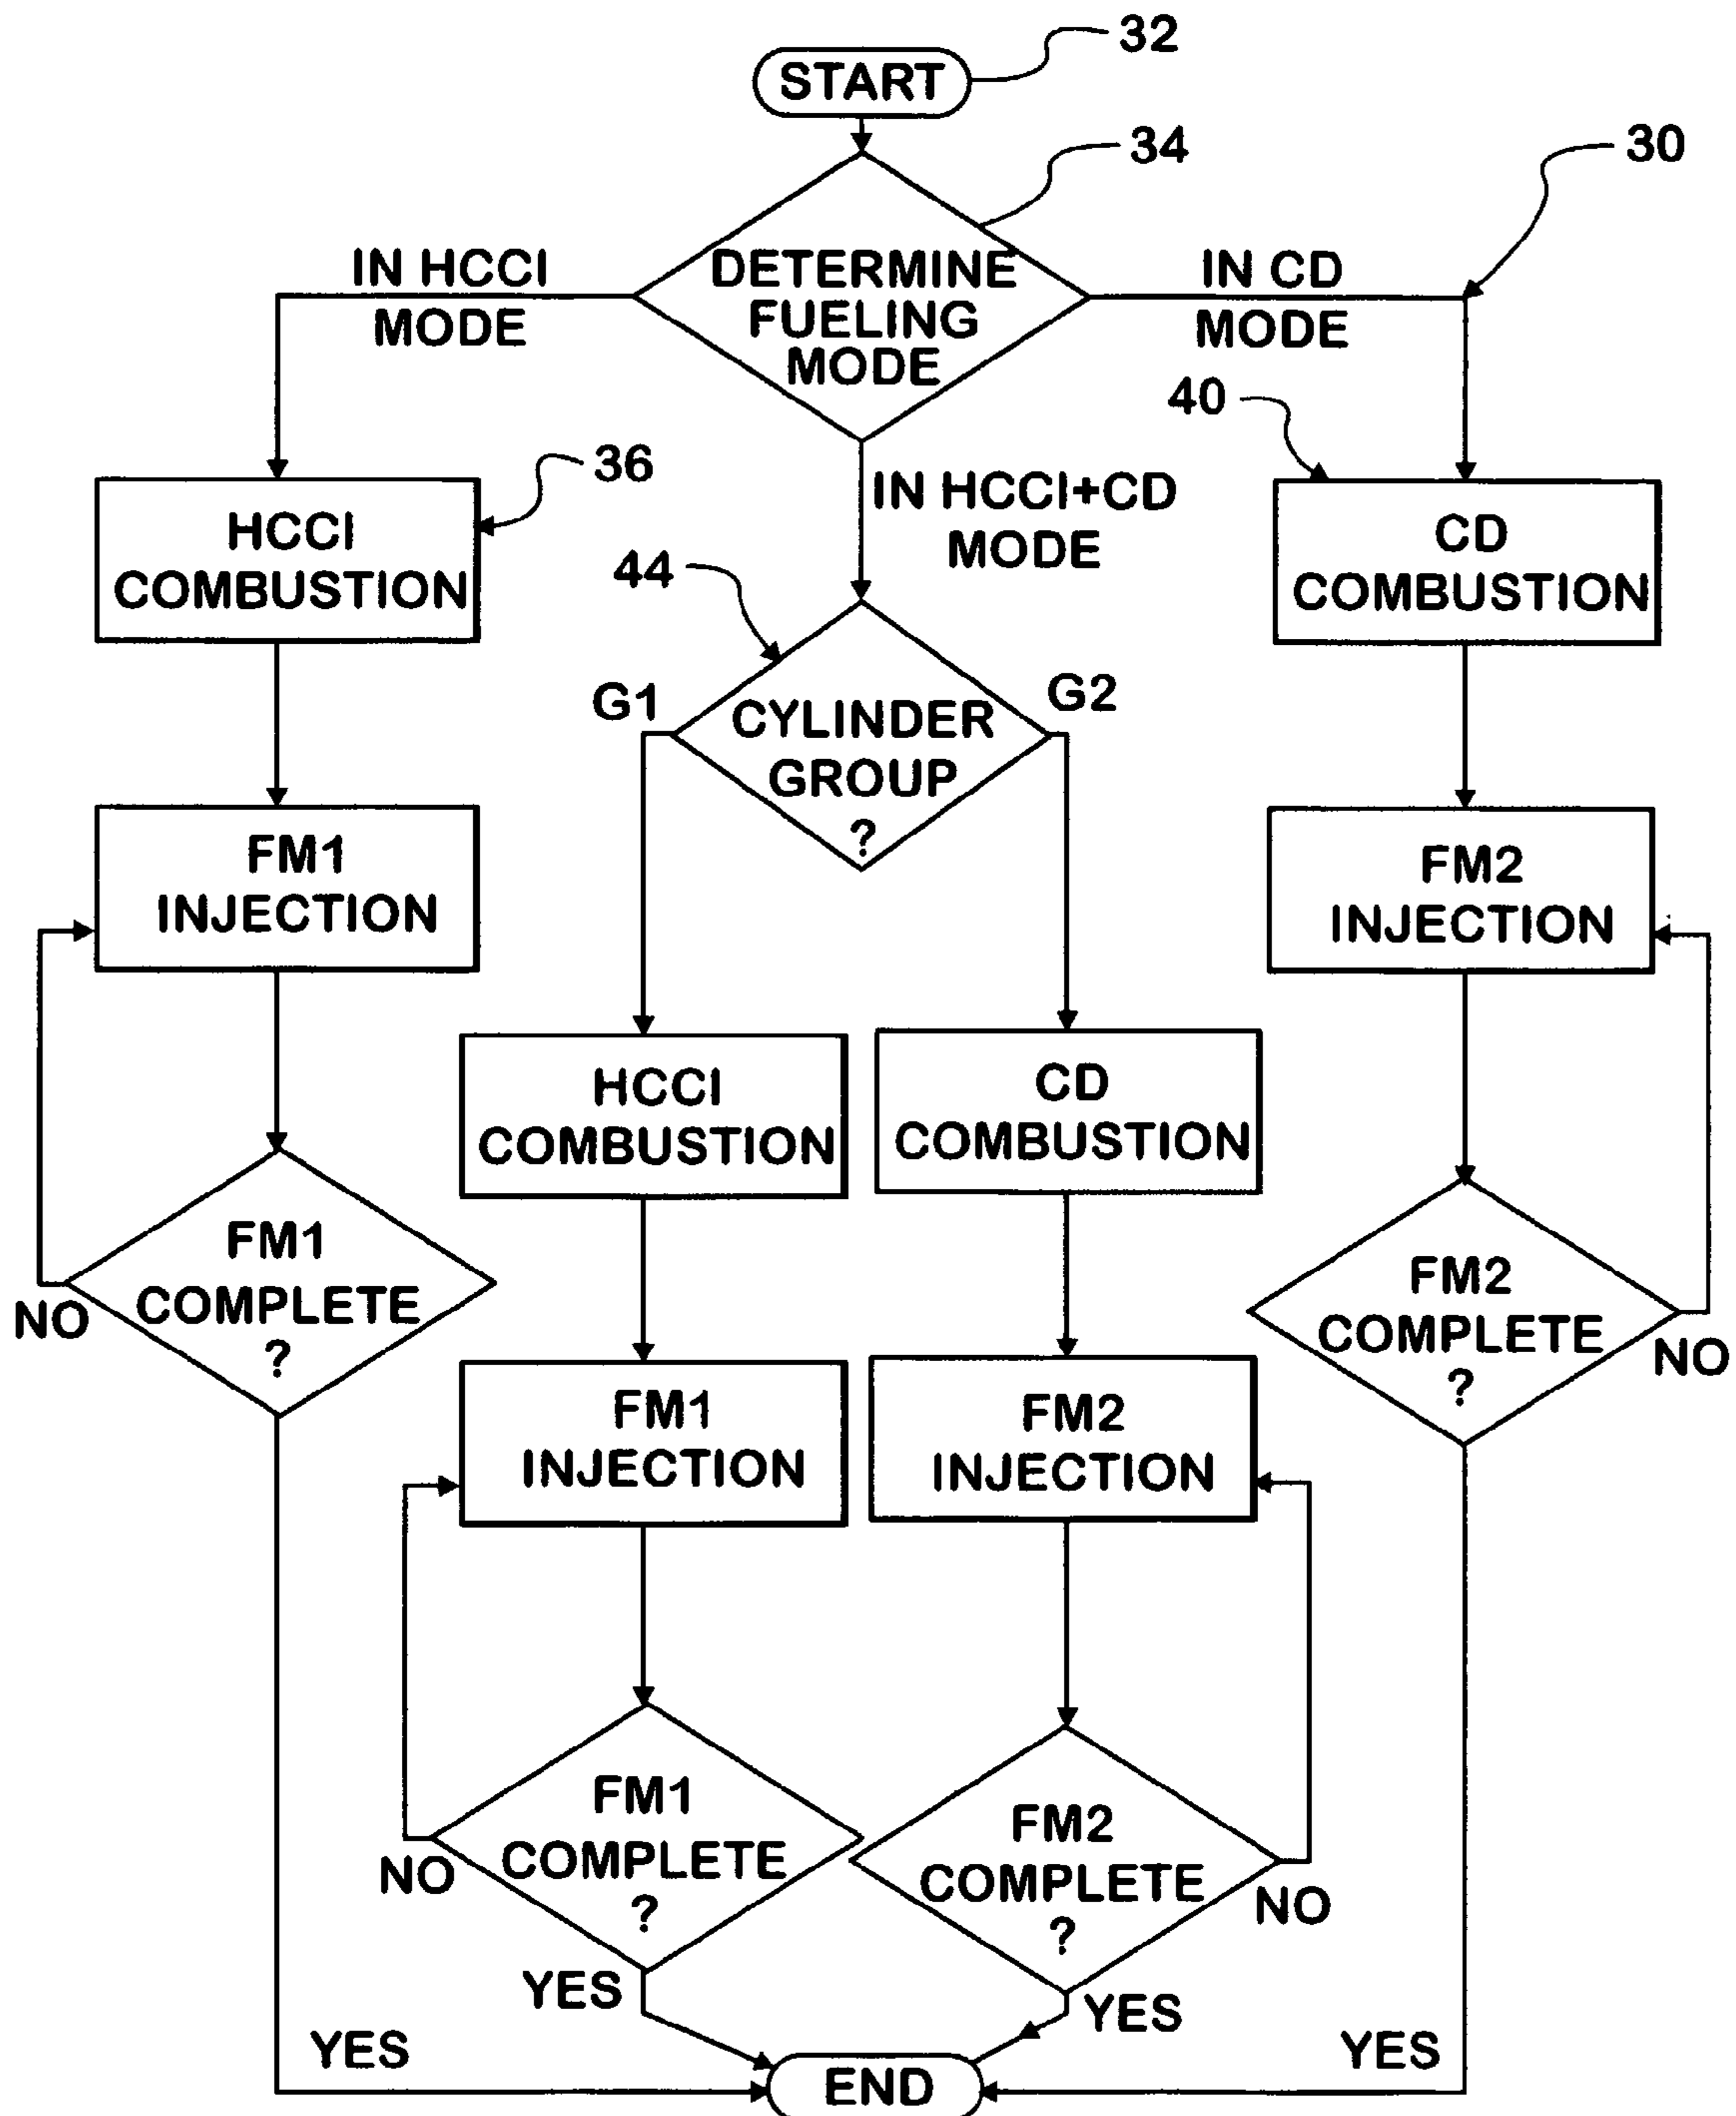 32
START
34
30
IN HCCI
MODE
DETERMINE
FUELING
MODE
IN CD
MODE
40
36
IN HCCI+CD
MODE
HCCI
COMBUSTION
CD
COMBUSTION
44
G1
CYLINDER
GROUP
?
G2
FM1
INJECTION
FM2
INJECTION
HCCI
COMBUSTION
CD
COMBUSTION
FM1
COMPLETE
?
NO
FM2
COMPLETE
?
NO
FM1
INJECTION
FM2
INJECTION
FM1
COMPLETE
?
NO
FM2
COMPLETE
?
NO
YES
YES
YES
YES
END